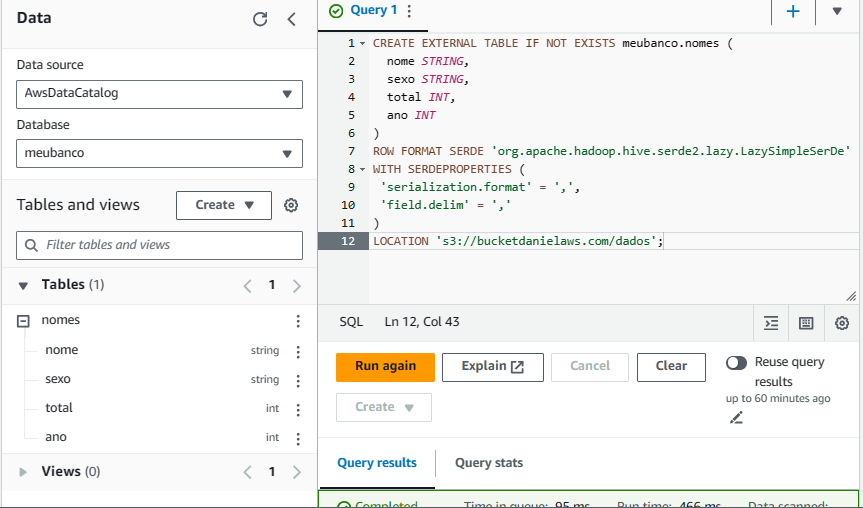 Data
Data source
AwsDataCatalog
Database
meubanco
Tables and views
Create
Filter tables and views
Tables (1)
1
nomes
nome string
sexo string
total int
ano int
Views (0)
1
Query 1
1 CREATE EXTERNAL TABLE IF NOT EXISTS meubanco.nomes (
2 nome STRING,
3 sexo STRING,
4 total INT,
5 ano INT
6 )
7 ROW FORMAT SERDE 'org.apache.hadoop.hive.serde2.lazy.LazySimpleSerDe'
8 WITH SERDEPROPERTIES (
9 'serialization.format' = ',',
10 'field.delim' = ','
11 )
12 LOCATION 's3://bucketdanielaws.com/dados';
SQL Ln 12, Col 43
Run again
Explain
Cancel
Clear
Create
Reuse query
results
up to 60 minutes ago
Query results
Query stats
Completed
Time in queue: 95 ms
Run time: 466 ms
Data scanned: